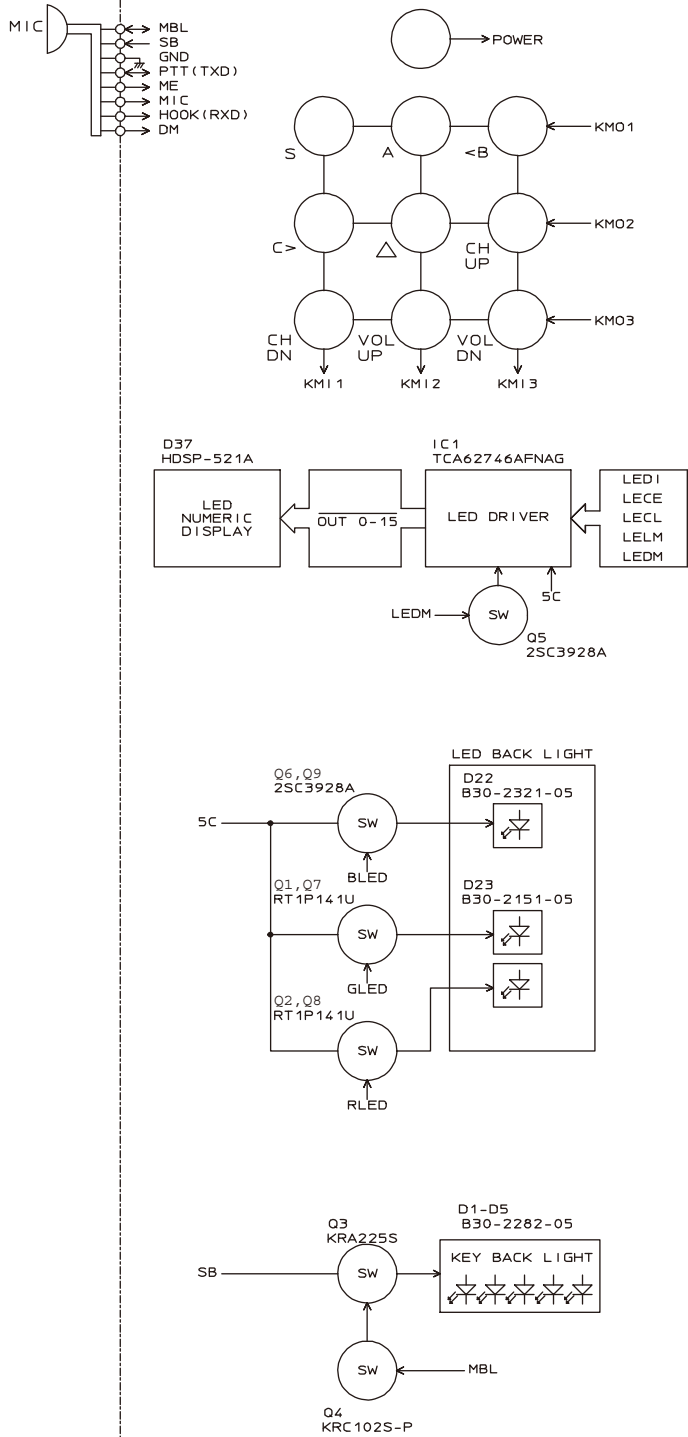 MIC
MBL
SB
GND
PTT(TXD)
ME
MIC
HOOK(RXD)
DM
POWER
S
A
<B
KMO1
C>
△
CH
UP
KMO2
CH
DN
VOL
UP
VOL
DN
KMO3
KMI1
KMI2
KMI3
D37
HDSP-521A
LED
NUMERIC
DISPLAY
OUT 0-15
IC1
TCA62746AFNAG
LED DRIVER
LEDI
LECE
LECL
LELM
LEDM
5C
LEDM
SW
Q5
2SC3928A
LED BACK LIGHT
Q6,Q9
2SC3928A
5C
SW
BLED
D22
B30-2321-05
Q1,Q7
RT1P141U
SW
GLED
D23
B30-2151-05
Q2,Q8
RT1P141U
SW
RLED
Q3
KRA225S
SB
SW
D1-D5
B30-2282-05
KEY BACK LIGHT
SW
MBL
Q4
KRC102S-P